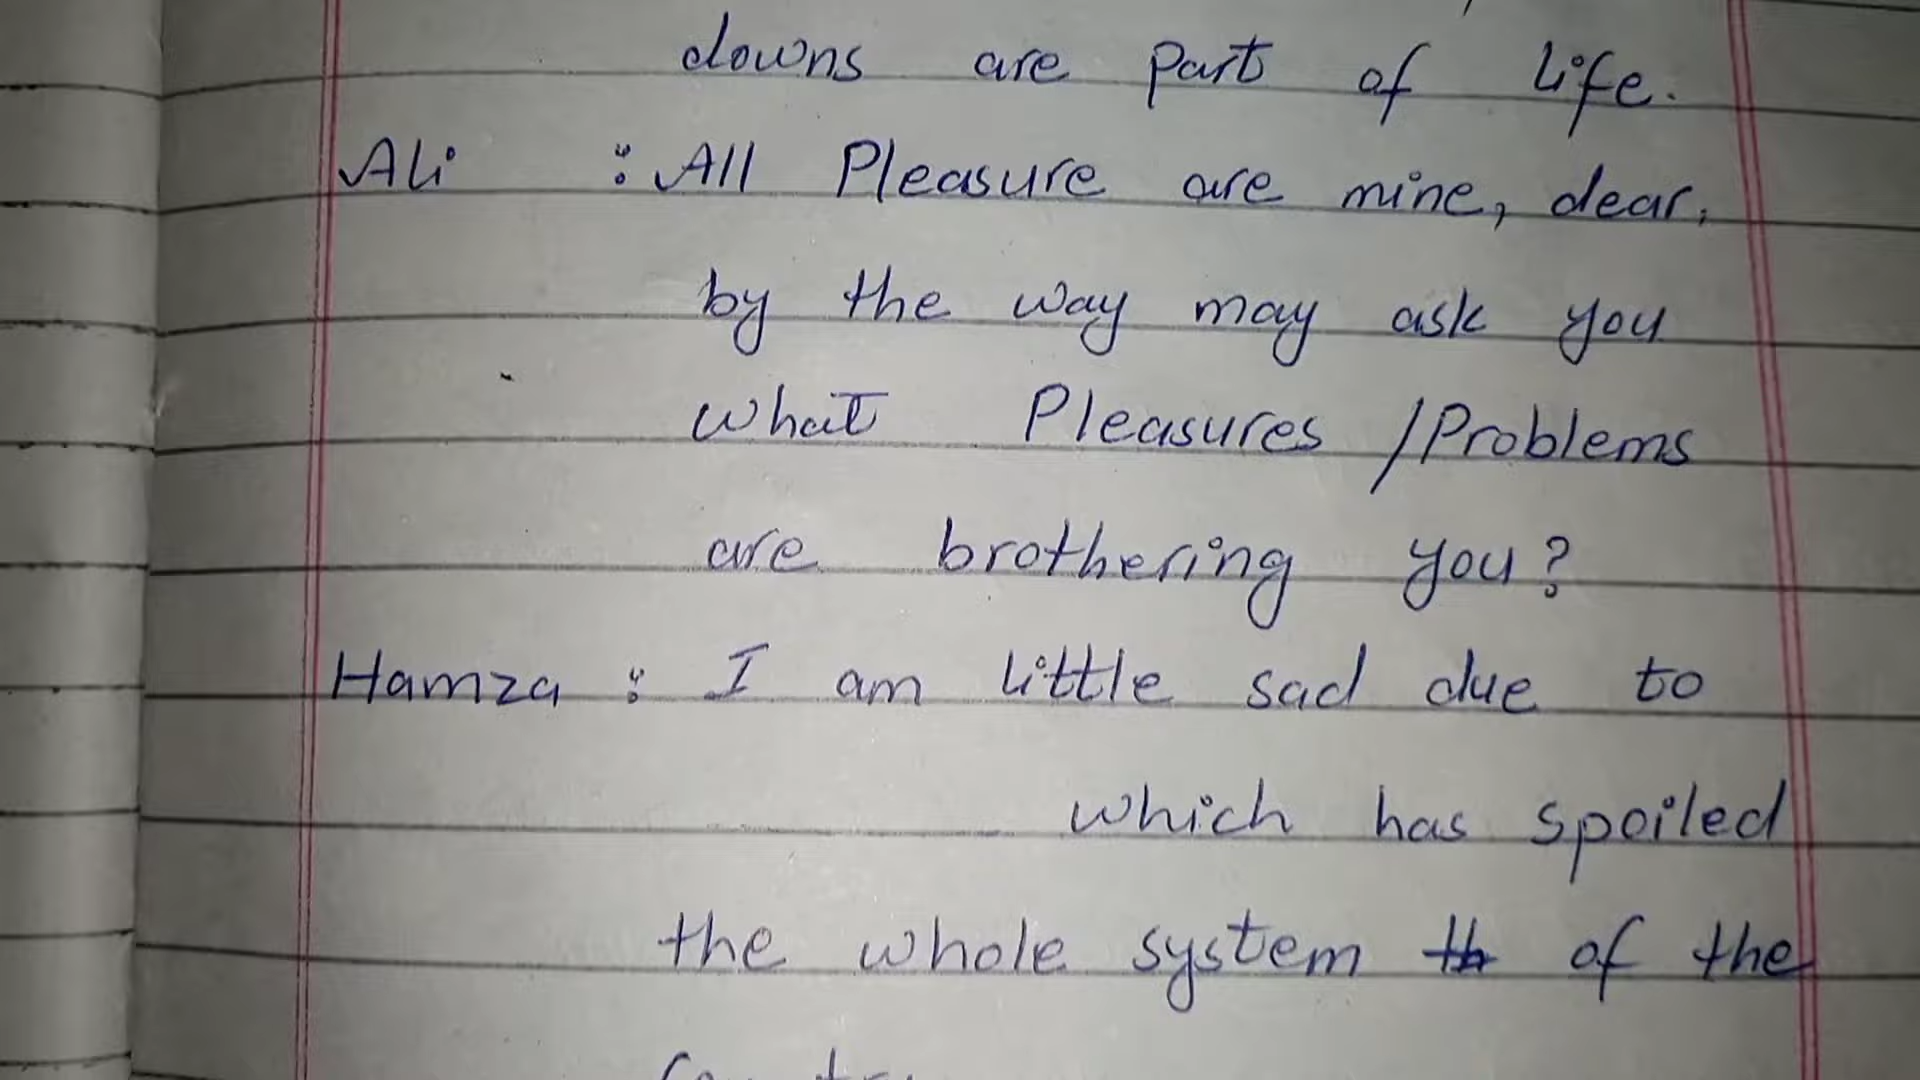 downs are part of life.
Ali : All Pleasure are mine, dear,
by the way may ask you
what Pleasures / Problems
are brothering you?
Hamza : I am little sad due to
which has spoiled
the whole system th of the